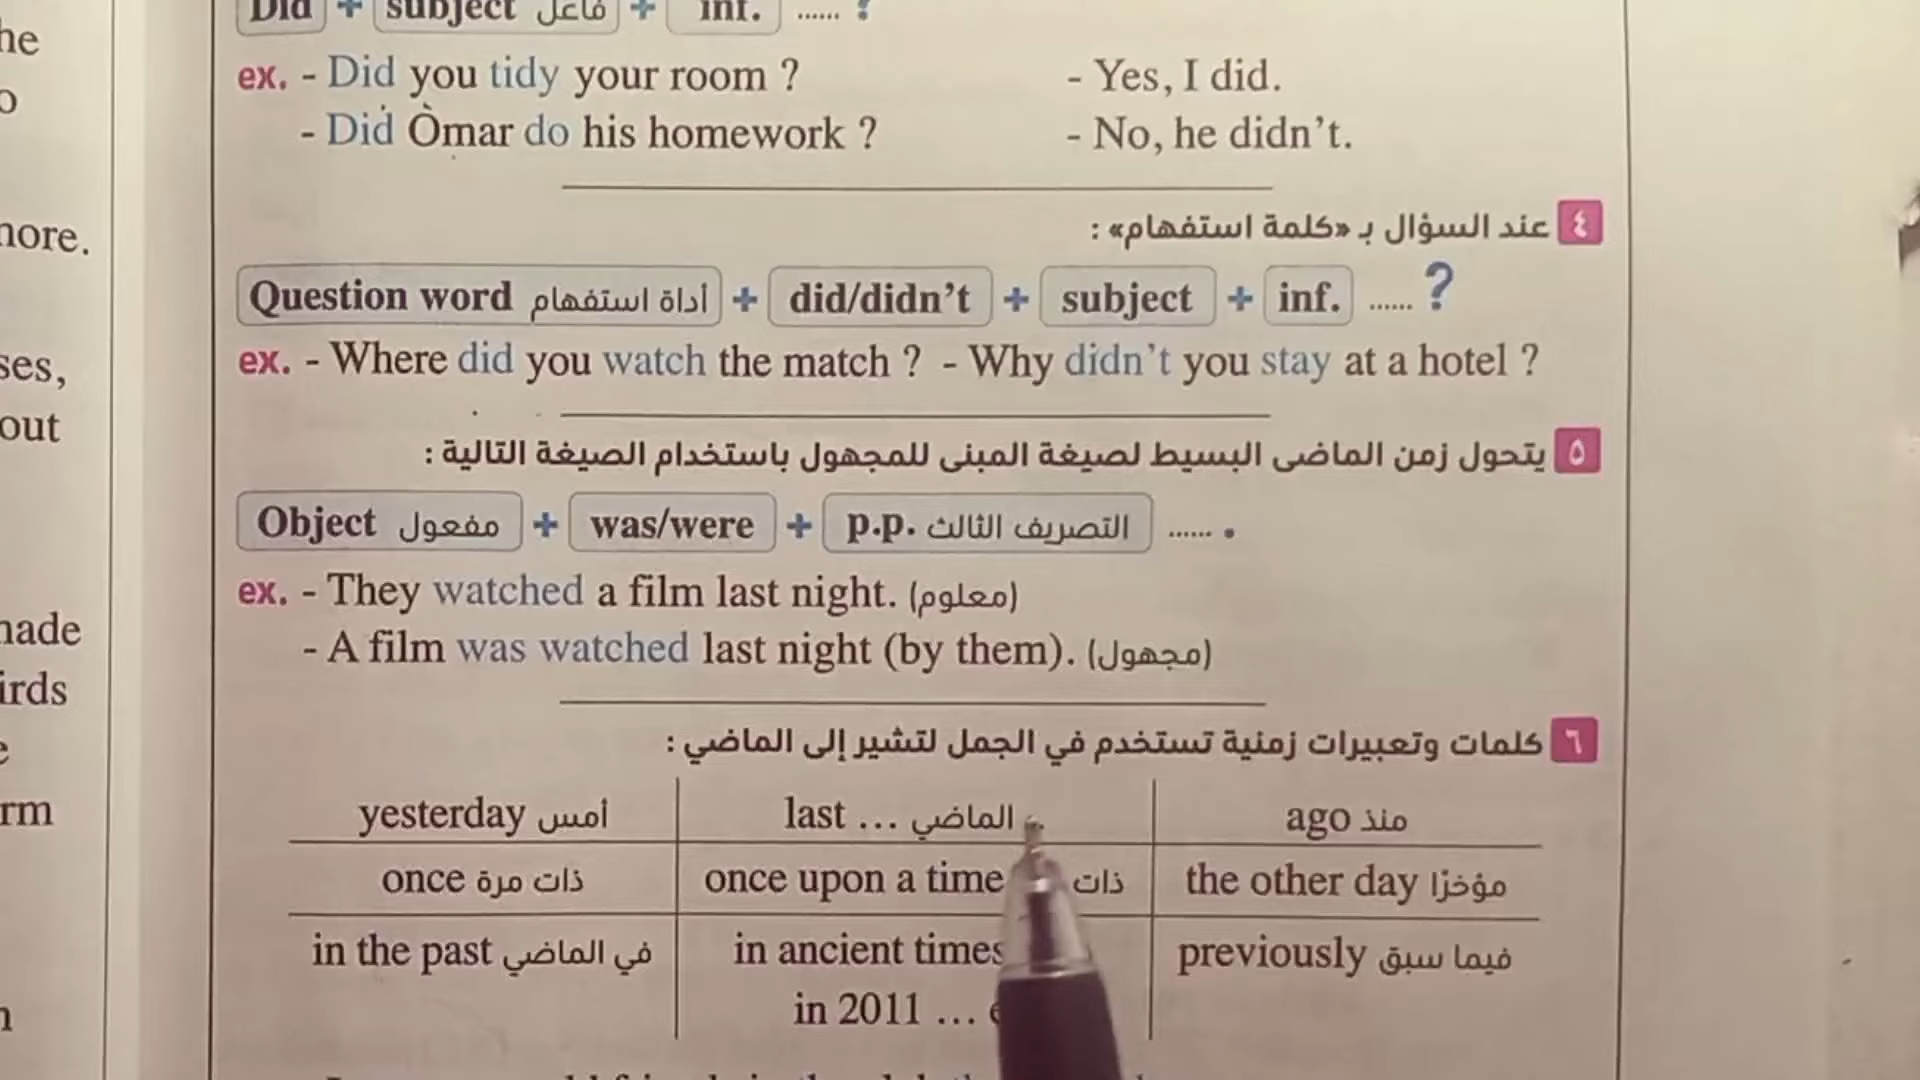 he
o
more.
ses,
out
nade
irds
e
rm
n
Did + subject فاعل + inf. ...... ?
ex. - Did you tidy your room ? - Yes, I did.
- Did Omar do his homework ? - No, he didn't.
٤ عند السؤال بـ «كلمة استفهام» :
Question word أداة استفهام + did/didn't + subject + inf. ...... ?
ex. - Where did you watch the match ? - Why didn't you stay at a hotel ?
٥ يتحول زمن الماضى البسيط لصيغة المبنى للمجهول باستخدام الصيغة التالية :
Object مفعول + was/were + p.p. التصريف الثالث ...... .
ex. - They watched a film last night. (معلوم)
- A film was watched last night (by them). (مجهول)
٦ كلمات وتعبيرات زمنية تستخدم في الجمل لتشير إلى الماضي :
yesterday أمس last ... الماضي ago منذ
once ذات مرة once upon a time ذات the other day مؤخرًا
in the past في الماضي in ancient times previously فيما سبق
in 2011 ...